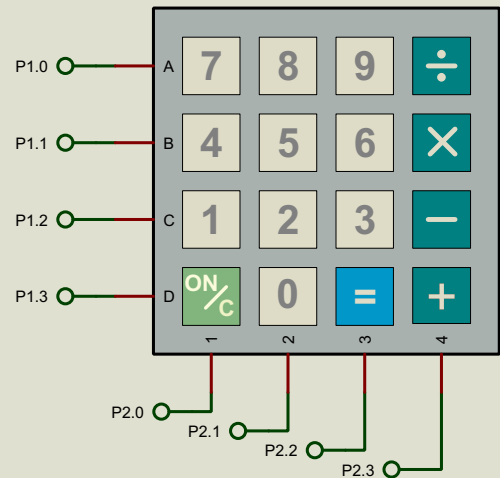 P1.0 A 7 8 9 ÷
P1.1 B 4 5 6 ×
P1.2 C 1 2 3 −
P1.3 D ON/C 0 = +
1 2 3 4
P2.0
P2.1
P2.2
P2.3